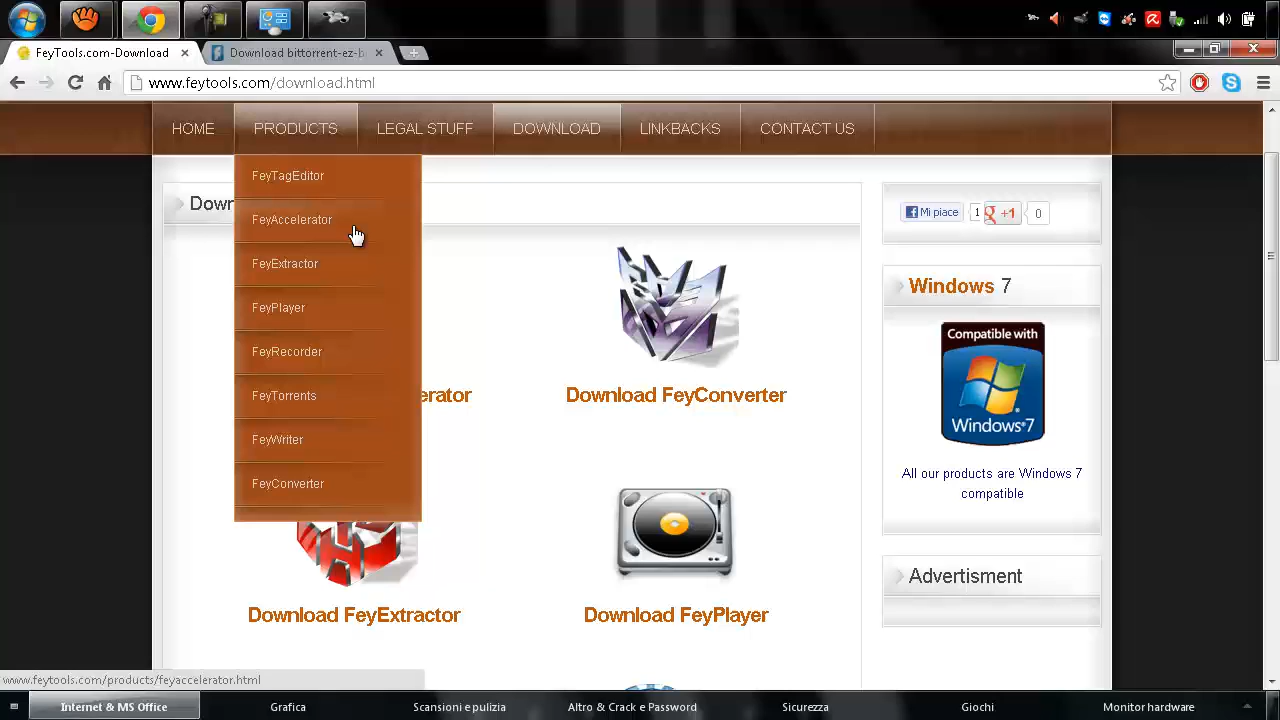 FeyTools.com-Download
Download bittorrent-ez-b
www.feytools.com/download.html
HOME
PRODUCTS
LEGAL STUFF
DOWNLOAD
LINKBACKS
CONTACT US
FeyTagEditor
FeyAccelerator
FeyExtractor
FeyPlayer
FeyRecorder
FeyTorrents
FeyWriter
FeyConverter
Down
erator
Download FeyConverter
Download FeyExtractor
Download FeyPlayer
Mi piace
1
+1
0
Windows 7
Compatible with
Windows 7
All our products are Windows 7
compatible
Advertisment
www.feytools.com/products/feyaccelerator.html
Internet & MS Office
Grafica
Scansioni e pulizia
Altro & Crack e Password
Sicurezza
Giochi
Monitor hardware